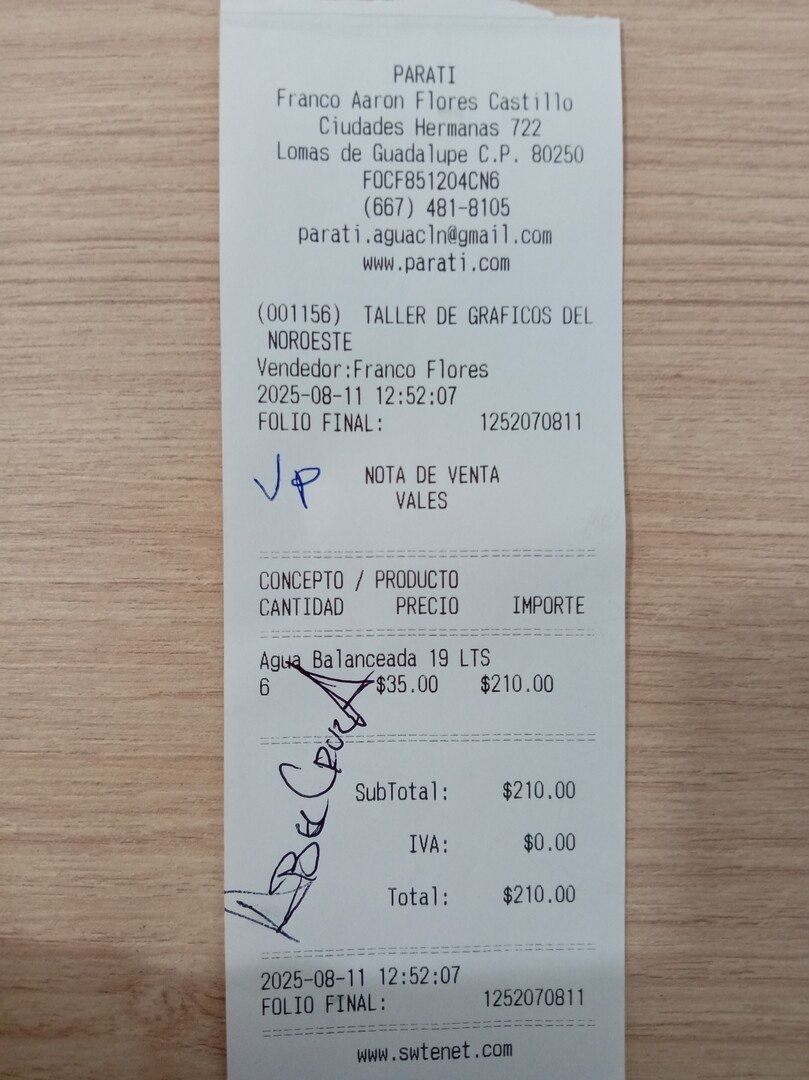 PARATI
Franco Aaron Flores Castillo
Ciudades Hermanas 722
Lomas de Guadalupe C.P. 80250
FOCF851204CN6
(667) 481-8105
parati.aguacln@gmail.com
www.parati.com
(001156) TALLER DE GRAFICOS DEL
NOROESTE
Vendedor:Franco Flores
2025-08-11 12:52:07
FOLIO FINAL: 1252070811
VP
NOTA DE VENTA
VALES
CONCEPTO / PRODUCTO
CANTIDAD PRECIO IMPORTE
Agua Balanceada 19 LTS
6 $35.00 $210.00
SubTotal: $210.00
IVA: $0.00
Total: $210.00
2025-08-11 12:52:07
FOLIO FINAL: 1252070811
www.swtenet.com